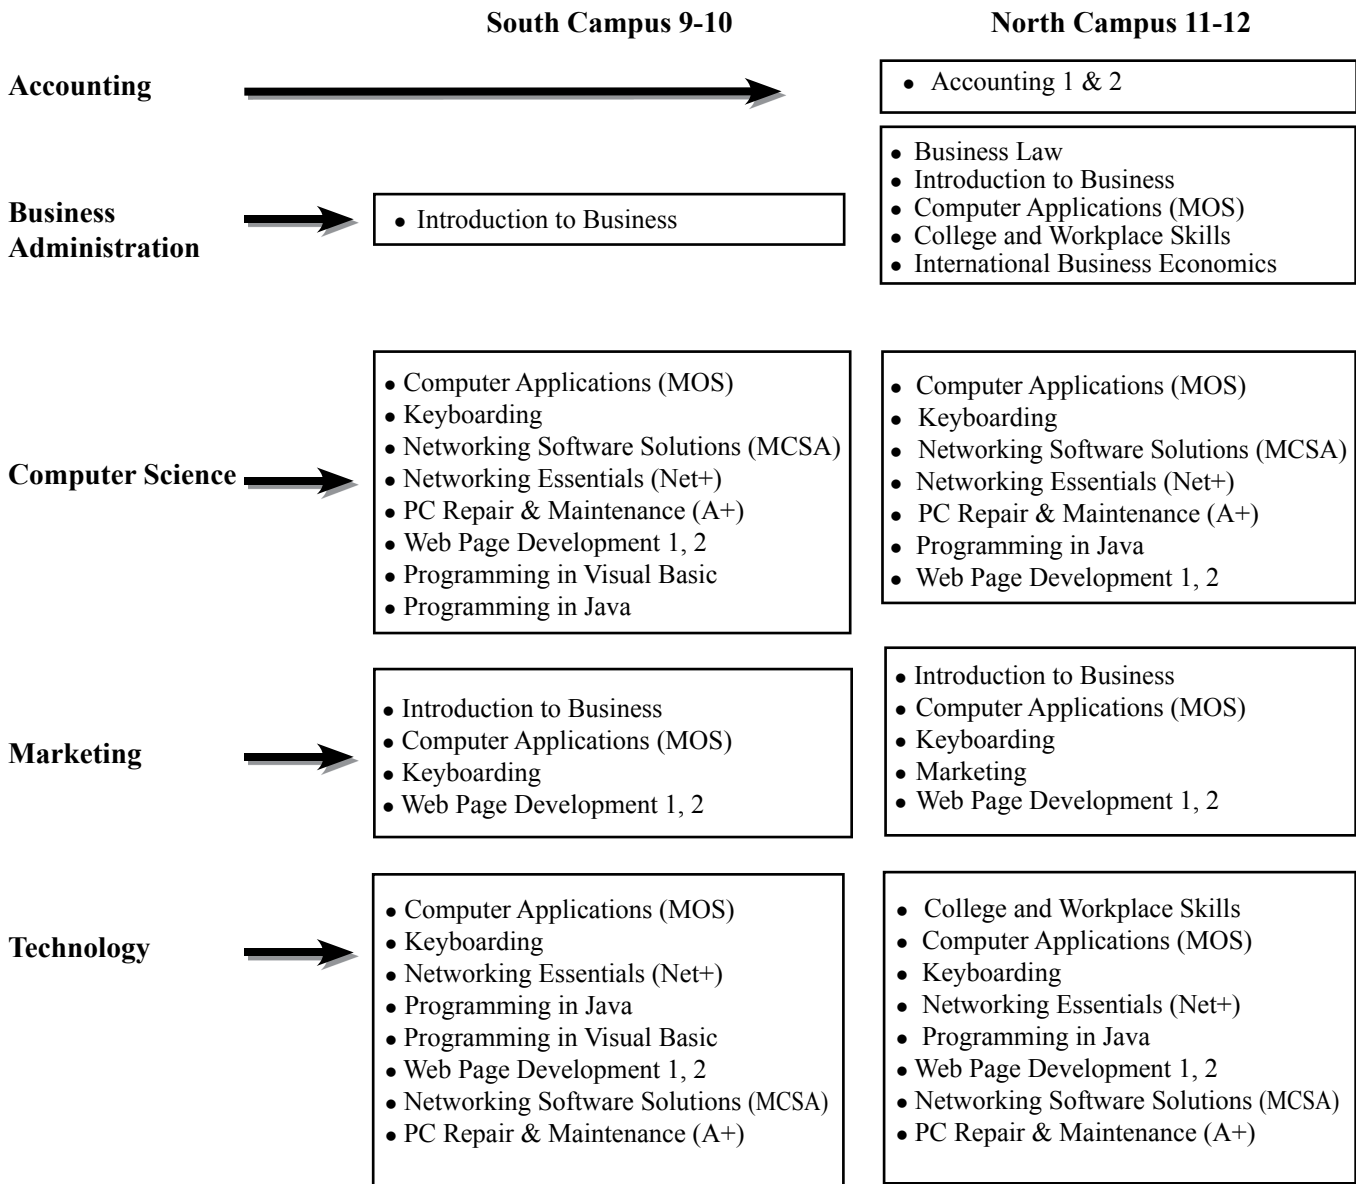 South Campus 9-10
North Campus 11-12
Accounting
• Accounting 1 & 2
Business
Administration
• Introduction to Business
• Business Law
• Introduction to Business
• Computer Applications (MOS)
• College and Workplace Skills
• International Business Economics
Computer Science
• Computer Applications (MOS)
• Keyboarding
• Networking Software Solutions (MCSA)
• Networking Essentials (Net+)
• PC Repair & Maintenance (A+)
• Web Page Development 1, 2
• Programming in Visual Basic
• Programming in Java
• Computer Applications (MOS)
• Keyboarding
• Networking Software Solutions (MCSA)
• Networking Essentials (Net+)
• PC Repair & Maintenance (A+)
• Programming in Java
• Web Page Development 1, 2
Marketing
• Introduction to Business
• Computer Applications (MOS)
• Keyboarding
• Web Page Development 1, 2
• Introduction to Business
• Computer Applications (MOS)
• Keyboarding
• Marketing
• Web Page Development 1, 2
Technology
• Computer Applications (MOS)
• Keyboarding
• Networking Essentials (Net+)
• Programming in Java
• Programming in Visual Basic
• Web Page Development 1, 2
• Networking Software Solutions (MCSA)
• PC Repair & Maintenance (A+)
• College and Workplace Skills
• Computer Applications (MOS)
• Keyboarding
• Networking Essentials (Net+)
• Programming in Java
• Web Page Development 1, 2
• Networking Software Solutions (MCSA)
• PC Repair & Maintenance (A+)